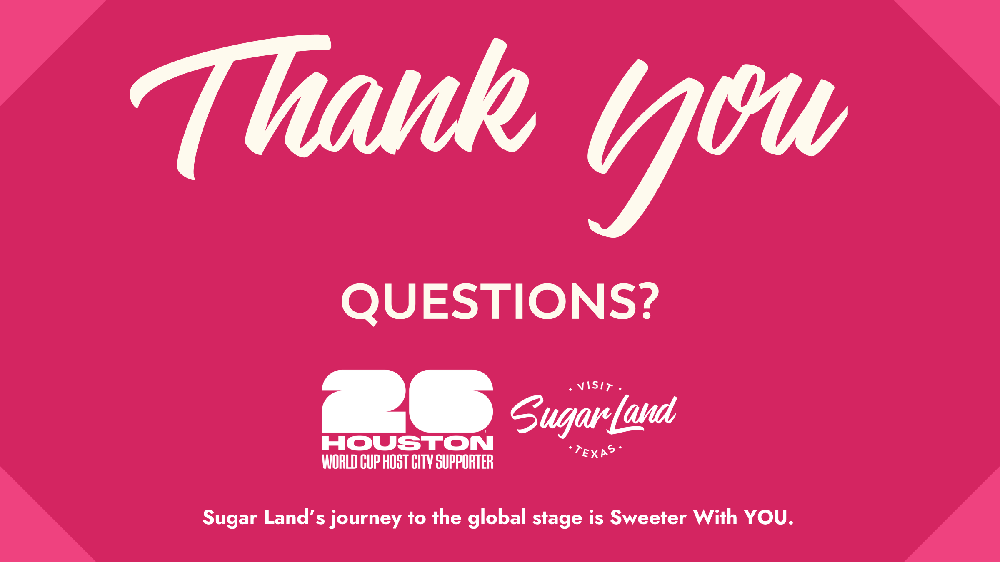 Thank you
QUESTIONS?
26
HOUSTON
WORLD CUP HOST CITY SUPPORTER
VISIT
Sugar Land
TEXAS
Sugar Land's journey to the global stage is Sweeter With YOU.